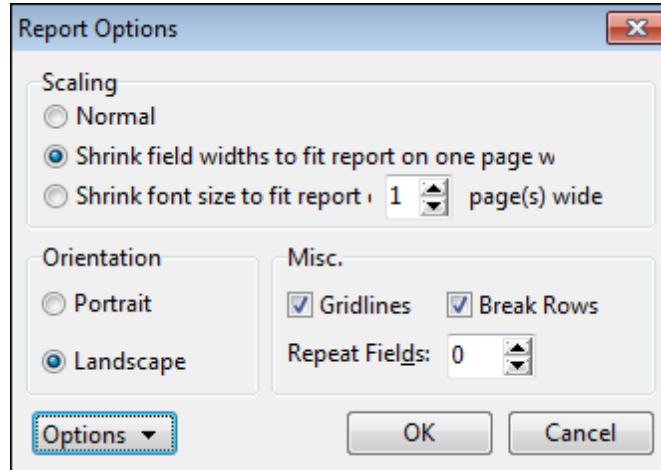 Report Options
Scaling
Normal
Shrink field widths to fit report on one page w
Shrink font size to fit report 1 page(s) wide
Orientation
Portrait
Landscape
Misc.
Gridlines Break Rows
Repeat Fields: 0
Options OK Cancel